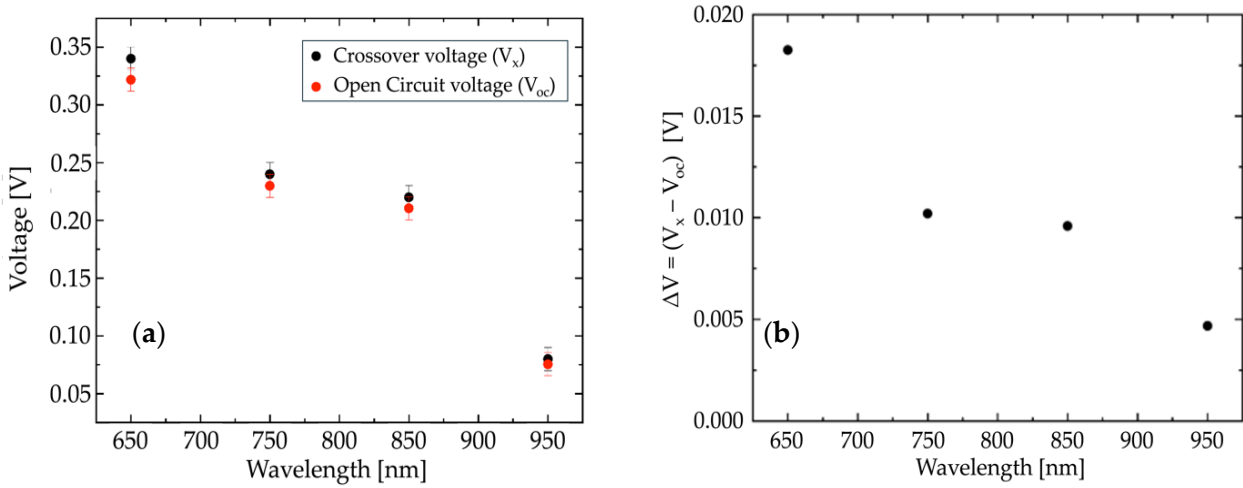 0.35
0.30
0.25
0.20
0.15
0.10
0.05
Voltage [V]
Crossover voltage (Vₓ)
Open Circuit voltage (Vₒc)
(a)
650 700 750 800 850 900 950
Wavelength [nm]
0.020
0.015
0.010
0.005
0.000
ΔV = (Vₓ – Vₒc) [V]
(b)
650 700 750 800 850 900 950
Wavelength [nm]